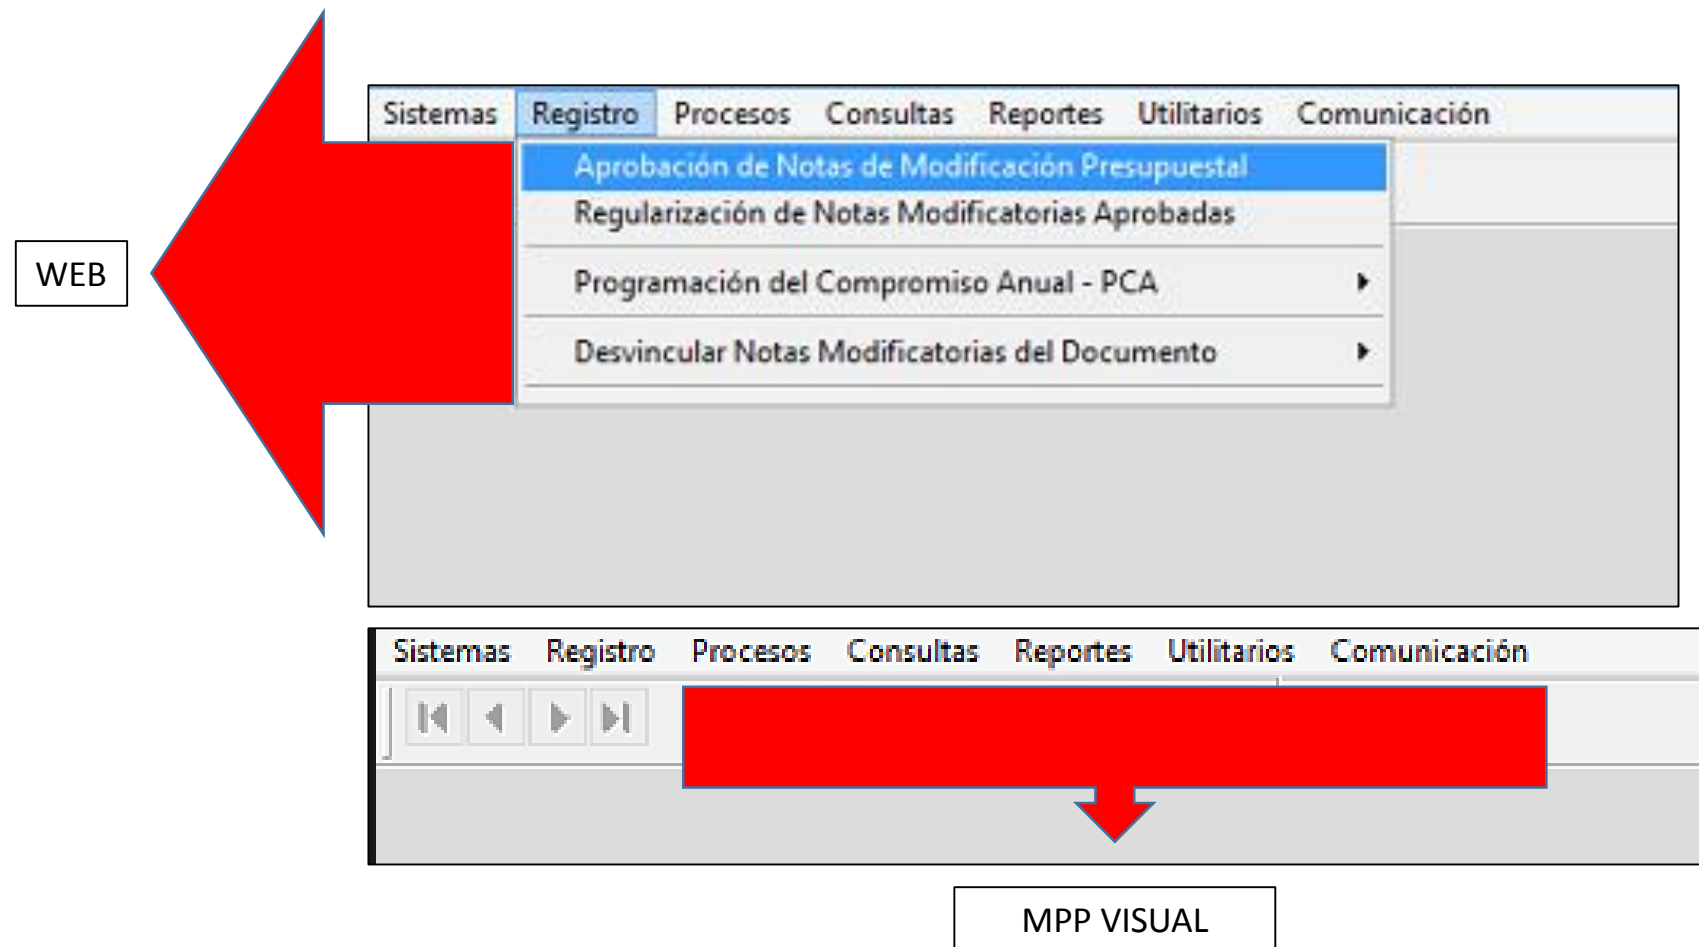 Sistemas Registro Procesos Consultas Reportes Utilitarios Comunicación
Aprobación de Notas de Modificación Presupuestal
Regularización de Notas Modificatorias Aprobadas
WEB
Programación del Compromiso Anual - PCA
Desvincular Notas Modificatorias del Documento
Sistemas Registro Procesos Consultas Reportes Utilitarios Comunicación
MPP VISUAL